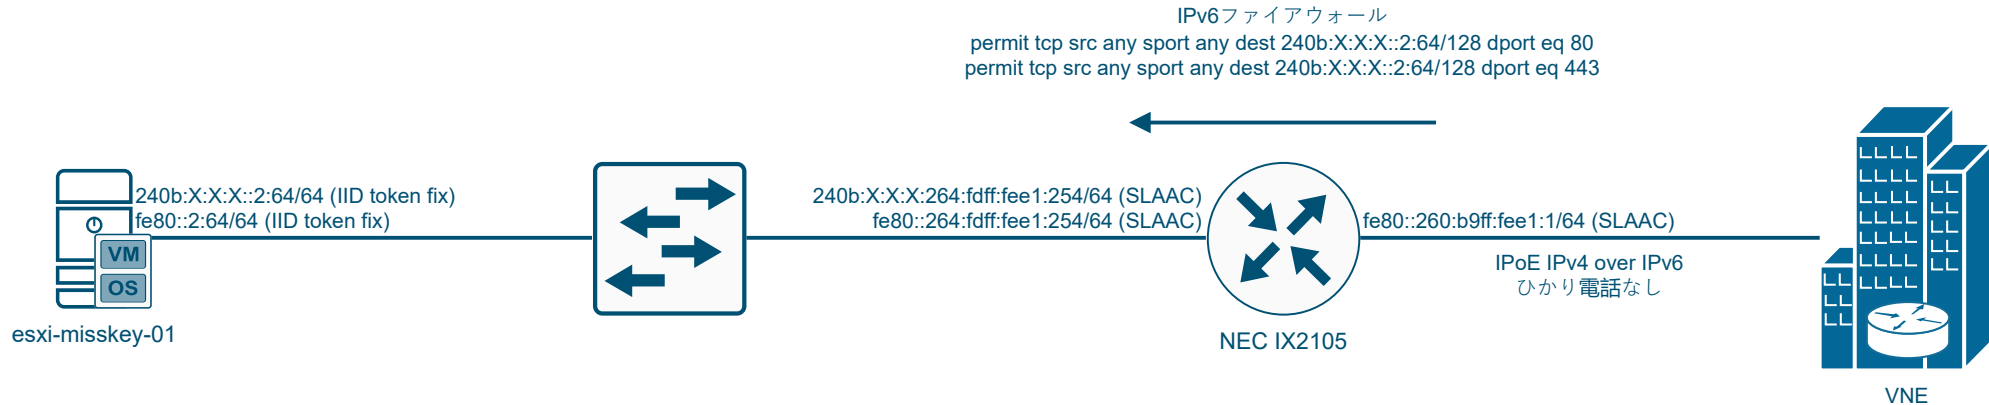 IPv6ファイアウォール
permit tcp src any sport any dest 240b:X:X:X::2:64/128 dport eq 80
permit tcp src any sport any dest 240b:X:X:X::2:64/128 dport eq 443
240b:X:X:X::2:64/64 (IID token fix)
fe80::2:64/64 (IID token fix)
VM
OS
esxi-misskey-01
240b:X:X:X:264:fdff:fee1:254/64 (SLAAC)
fe80::264:fdff:fee1:254/64 (SLAAC)
NEC IX2105
fe80::260:b9ff:fee1:1/64 (SLAAC)
IPoE IPv4 over IPv6
ひかり電話なし
VNE